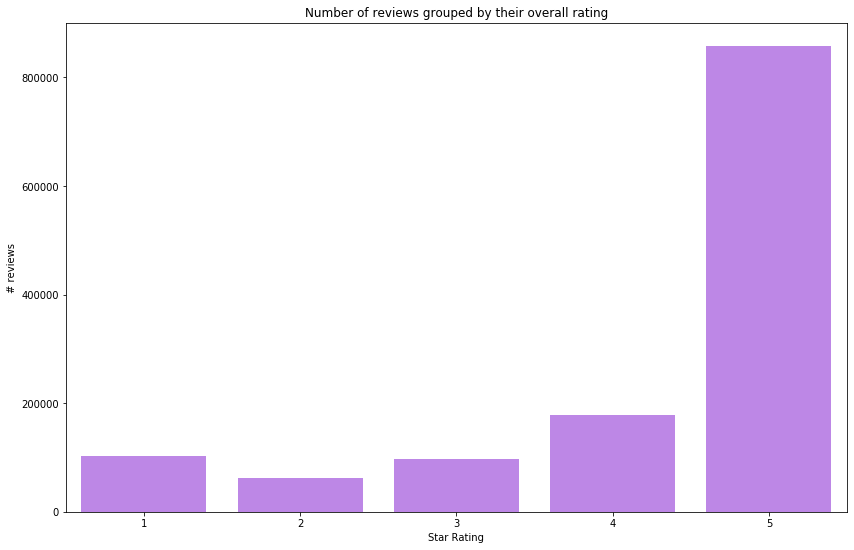 Number of reviews grouped by their overall rating
800000
600000
400000
200000
0
# reviews
1 2 3 4 5
Star Rating